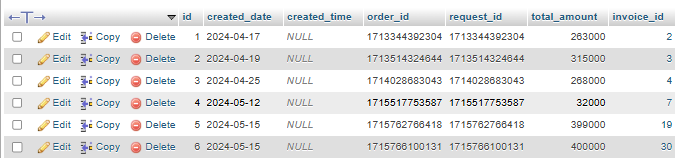 id created_date created_time order_id request_id total_amount invoice_id
Edit Copy Delete 1 2024-04-17 NULL 1713344392304 1713344392304 263000 2
Edit Copy Delete 2 2024-04-19 NULL 1713514324644 1713514324644 315000 3
Edit Copy Delete 3 2024-04-25 NULL 1714028683043 1714028683043 268000 4
Edit Copy Delete 4 2024-05-12 NULL 1715517753587 1715517753587 32000 7
Edit Copy Delete 5 2024-05-15 NULL 1715762766418 1715762766418 399000 19
Edit Copy Delete 6 2024-05-15 NULL 1715766100131 1715766100131 400000 30